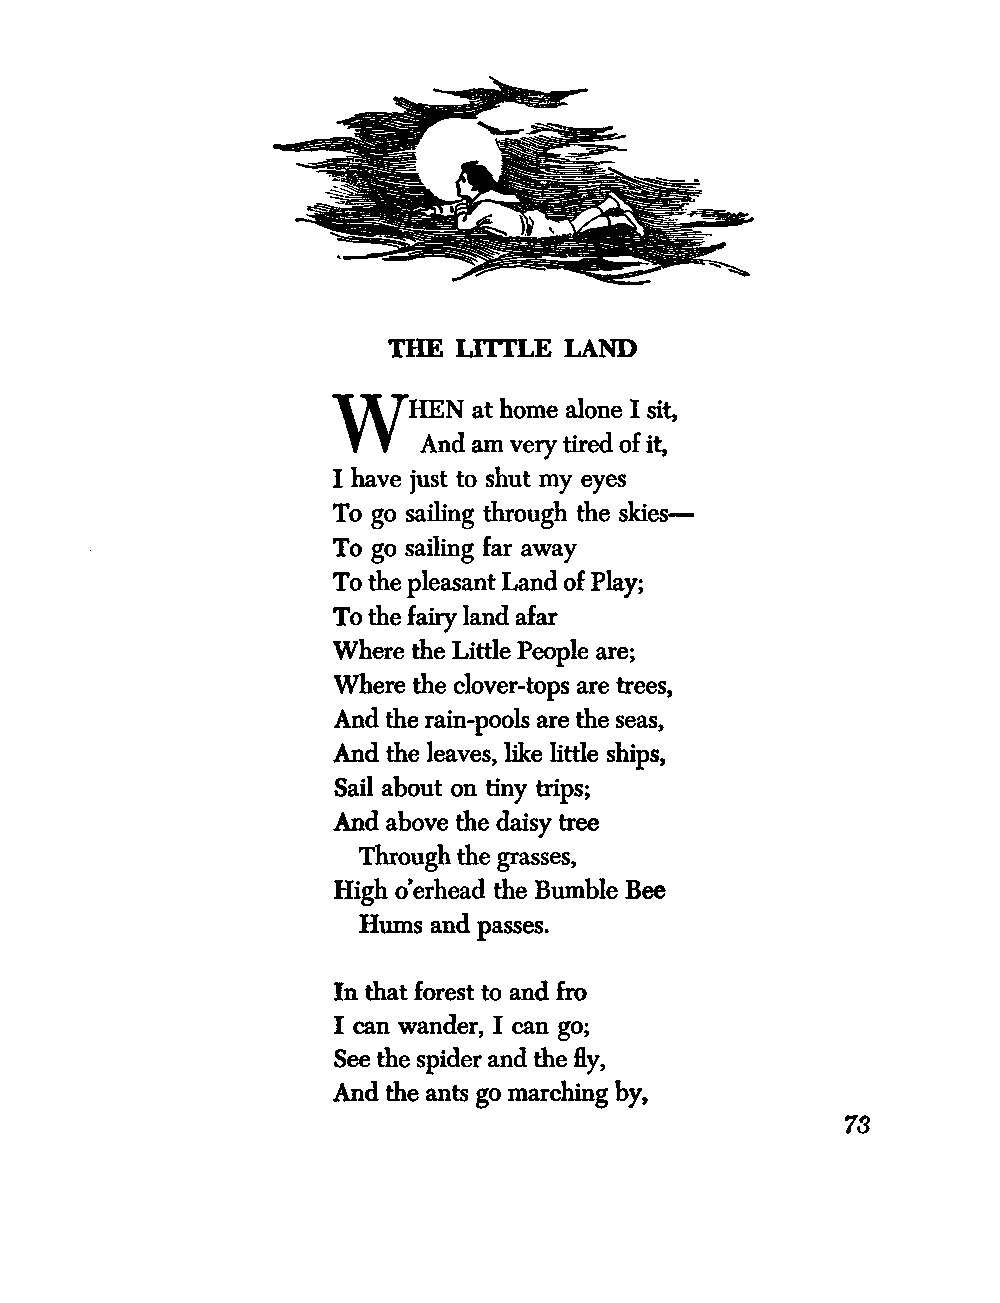 THE LITTLE LAND
WHEN at home alone I sit,
And am very tired of it,
I have just to shut my eyes
To go sailing through the skies—
To go sailing far away
To the pleasant Land of Play;
To the fairy land afar
Where the Little People are;
Where the clover-tops are trees,
And the rain-pools are the seas,
And the leaves, like little ships,
Sail about on tiny trips;
And above the daisy tree
Through the grasses,
High o'erhead the Bumble Bee
Hums and passes.

In that forest to and fro
I can wander, I can go;
See the spider and the fly,
And the ants go marching by,
73